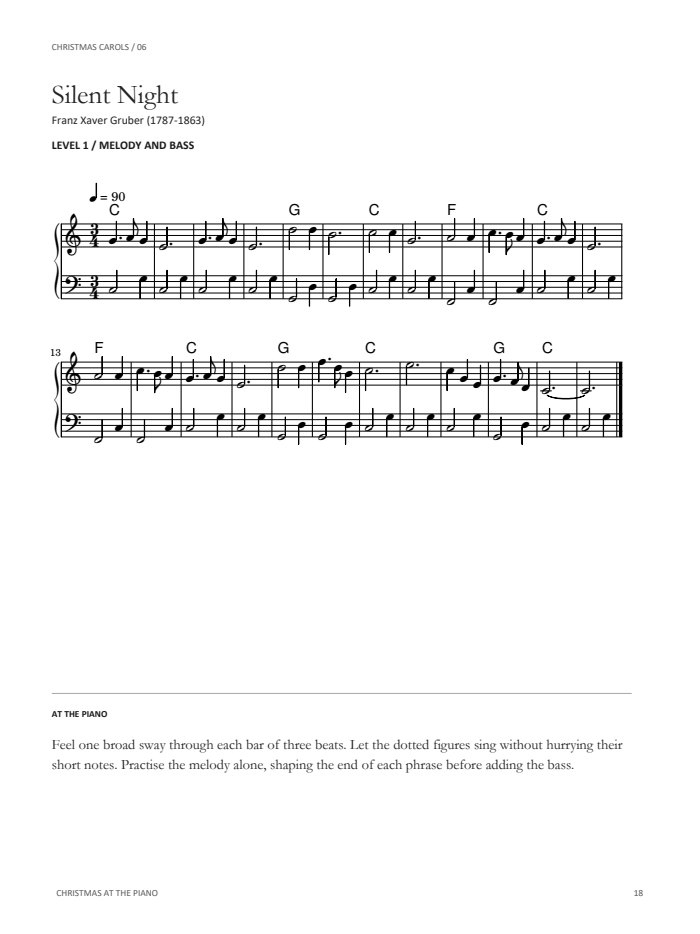 CHRISTMAS CAROLS / 06
Silent Night
Franz Xaver Gruber (1787-1863)
LEVEL 1 / MELODY AND BASS
= 90
C G C F C
3 4
3 4
13
F C G C G C
AT THE PIANO
Feel one broad sway through each bar of three beats. Let the dotted figures sing without hurrying their
short notes. Practise the melody alone, shaping the end of each phrase before adding the bass.
CHRISTMAS AT THE PIANO 18